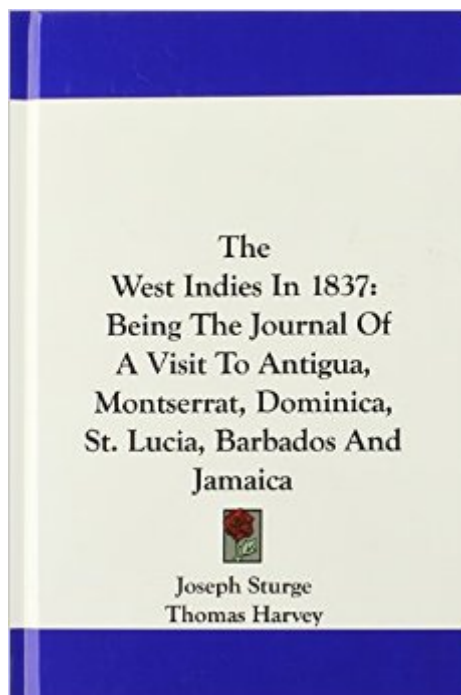 The
West Indies In 1837:
Being The Journal Of
A Visit To Antigua,
Montserrat, Dominica,
St. Lucia, Barbados And
Jamaica
Joseph Sturge
Thomas Harvey